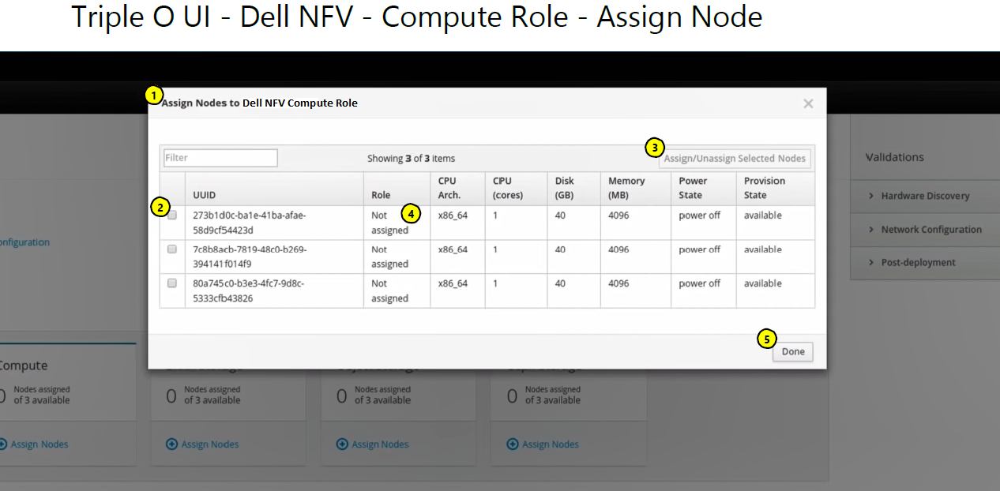 Triple O UI - Dell NFV - Compute Role - Assign Node
1
Assign Nodes to Dell NFV Compute Role
×
Filter
Showing 3 of 3 items
3
Assign/Unassign Selected Nodes
UUID
Role
CPU
Arch.
CPU
(cores)
Disk
(GB)
Memory
(MB)
Power
State
Provision
State
2
273b1d0c-ba1e-41ba-afae-
58d9cf54423d
Not
assigned
4
x86_64
1
40
4096
power off
available
7c8b8acb-7819-48c0-b269-
394141f014f9
Not
assigned
x86_64
1
40
4096
power off
available
80a745c0-b3e3-4fc7-9d8c-
5333cfb43826
Not
assigned
x86_64
1
40
4096
power off
available
5
Done
Validations
Hardware Discovery
Network Configuration
Post-deployment
onfiguration
Compute
0 Nodes assigned
of 3 available
Assign Nodes
0 Nodes assigned
of 3 available
Assign Nodes
0 Nodes assigned
of 3 available
Assign Nodes
0 Nodes assigned
of 3 available
Assign Nodes